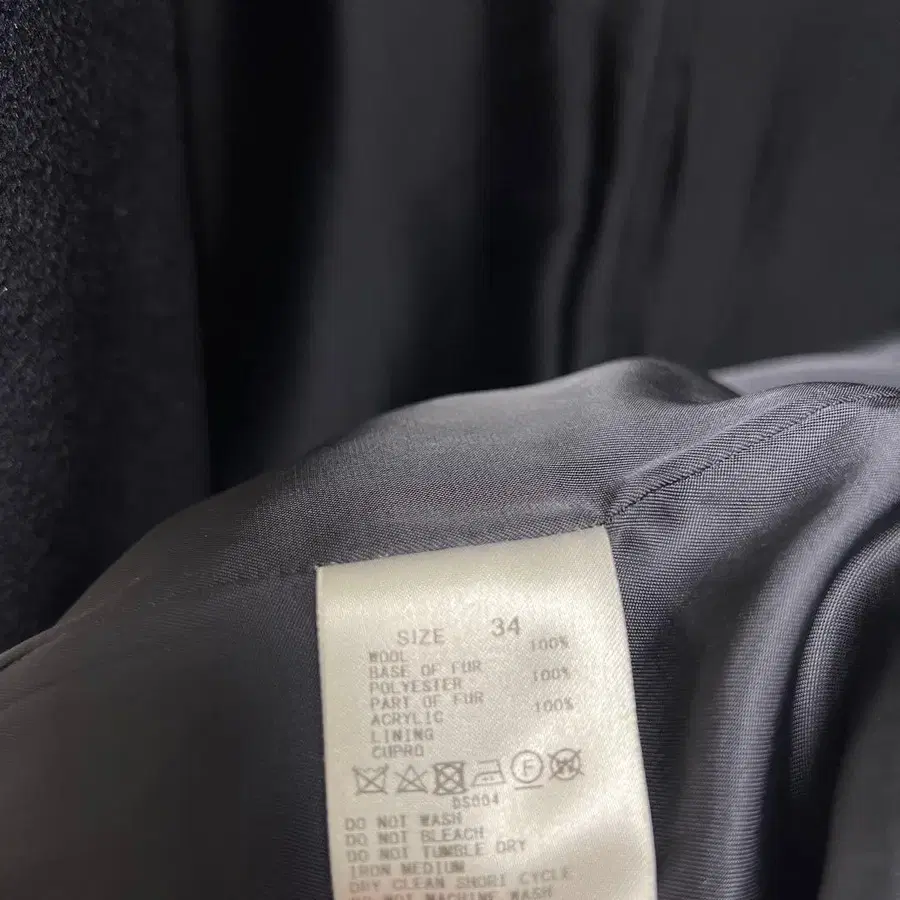 SIZE 34
WOOL 100%
BASE OF FUR
POLYESTER 100%
PART OF FUR
ACRYLIC 100%
LINING
CUPRO
F
W
DS004
DO NOT WASH
DO NOT BLEACH
DO NOT TUMBLE DRY
IRON MEDIUM
DRY CLEAN SHORT CYCLE
DO NOT MACHINE WASH